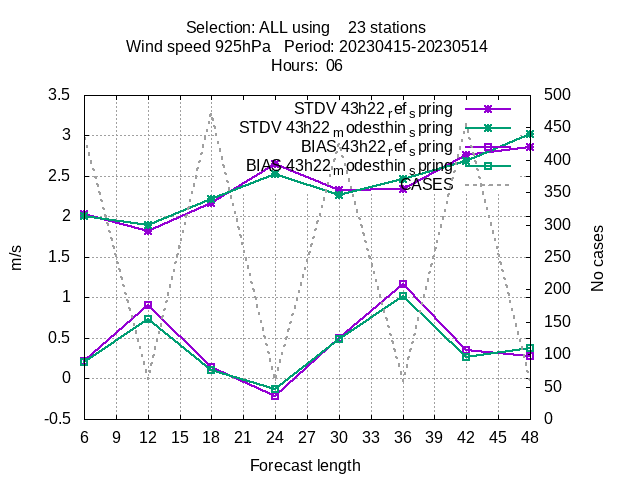 Selection: ALL using 23 stations
Wind speed 925hPa Period: 20230415-20230514
Hours: 06
STDV 43h22_ref_spring
STDV 43h22_modesthin_spring
BIAS 43h22_ref_spring
BIAS 43h22_modesthin_spring
CASES
3.5
3
2.5
2
1.5
1
0.5
0
-0.5
m/s
500
450
400
350
300
250
200
150
100
50
0
No cases
6 9 12 15 18 21 24 27 30 33 36 39 42 45 48
Forecast length